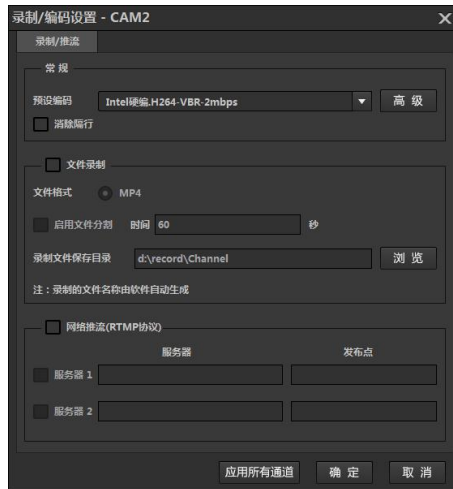 录制/编码设置 - CAM2 X
录制/推流
常 规
预设编码 Intel硬编.H264-VBR-2mbps 高 级
消除隔行
文件录制
文件格式 MP4
启用文件分割 时间 60 秒
录制文件保存目录 d:\record\Channel 浏 览
注：录制的文件名称由软件自动生成
网络推流(RTMP协议)
服务器 发布点
服务器 1
服务器 2
应用所有通道 确 定 取 消